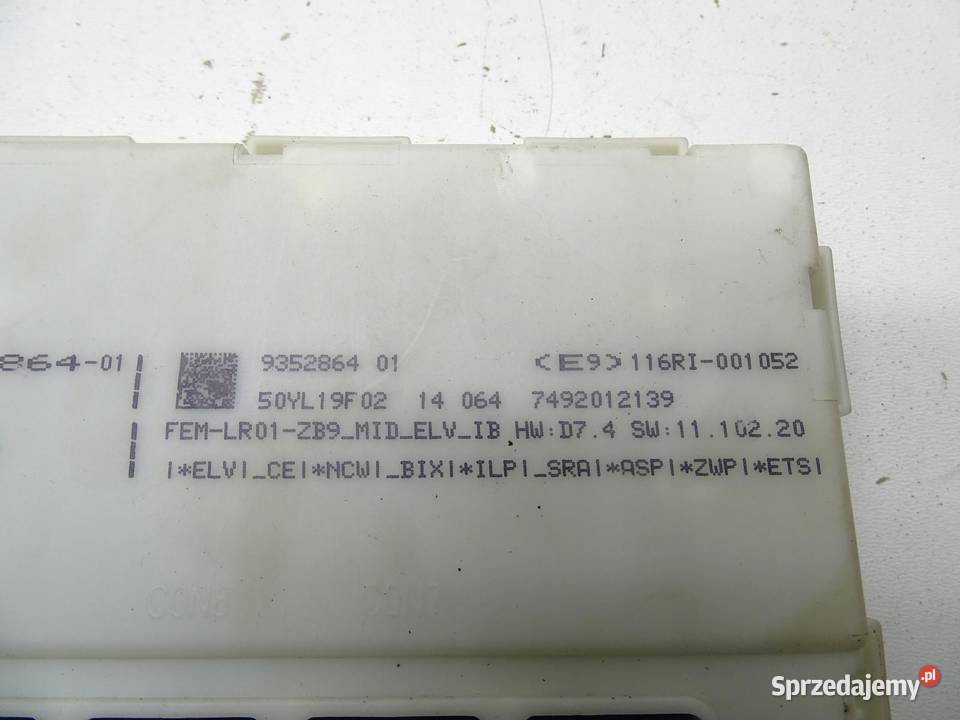 864-01
9352864 01 <E9> 116RI-001052
50YL19F02 14 064 7492012139
FEM-LR01-ZB9_MID_ELV_IB HW:D7.4 SW:11.102.20
|*ELV|_CE|*NCW|_BIX|*ILP|_SRA|*ASP|*ZWP|*ETS|
Sprzedajemy.pl